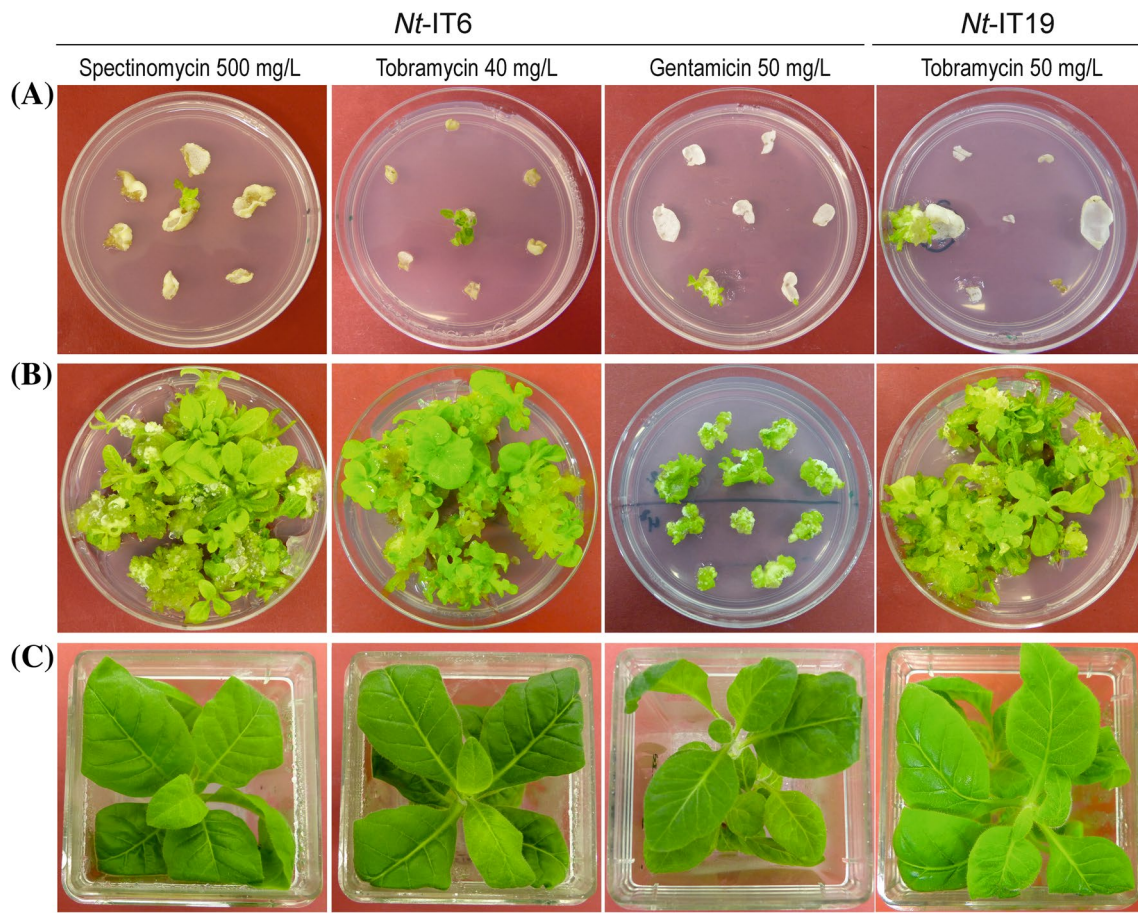 Nt-IT6 Nt-IT19
Spectinomycin 500 mg/L Tobramycin 40 mg/L Gentamicin 50 mg/L Tobramycin 50 mg/L
(A)
(B)
(C)